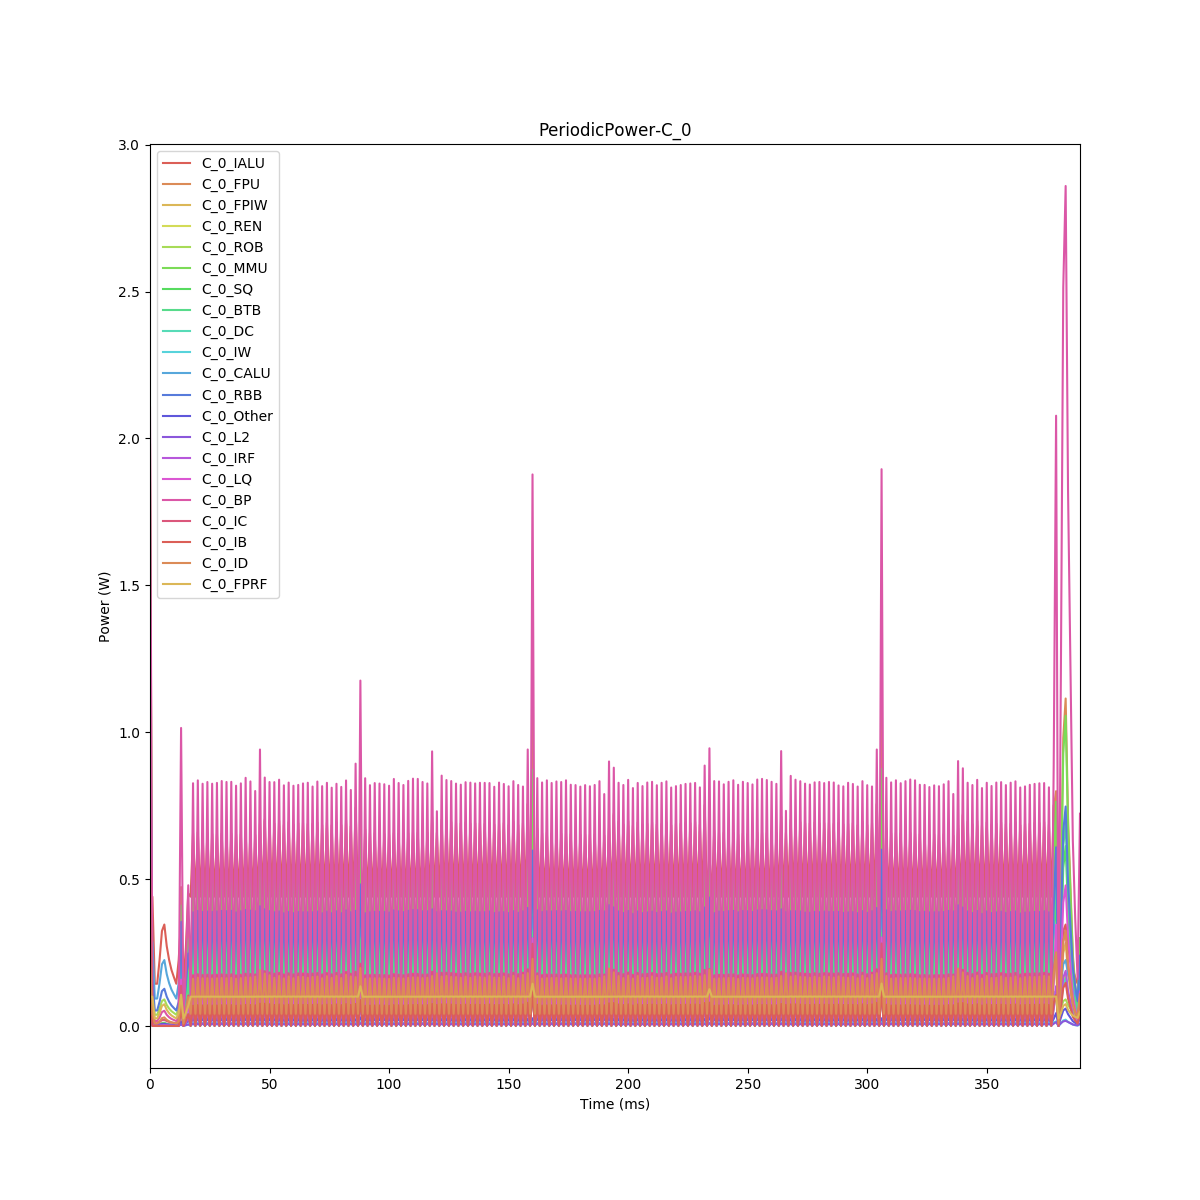 PeriodicPower-C_0
3.0
2.5
2.0
1.5
1.0
0.5
0.0
Power (W)
C_0_IALU
C_0_FPU
C_0_FPIW
C_0_REN
C_0_ROB
C_0_MMU
C_0_SQ
C_0_BTB
C_0_DC
C_0_IW
C_0_CALU
C_0_RBB
C_0_Other
C_0_L2
C_0_IRF
C_0_LQ
C_0_BP
C_0_IC
C_0_IB
C_0_ID
C_0_FPRF
0 50 100 150 200 250 300 350
Time (ms)